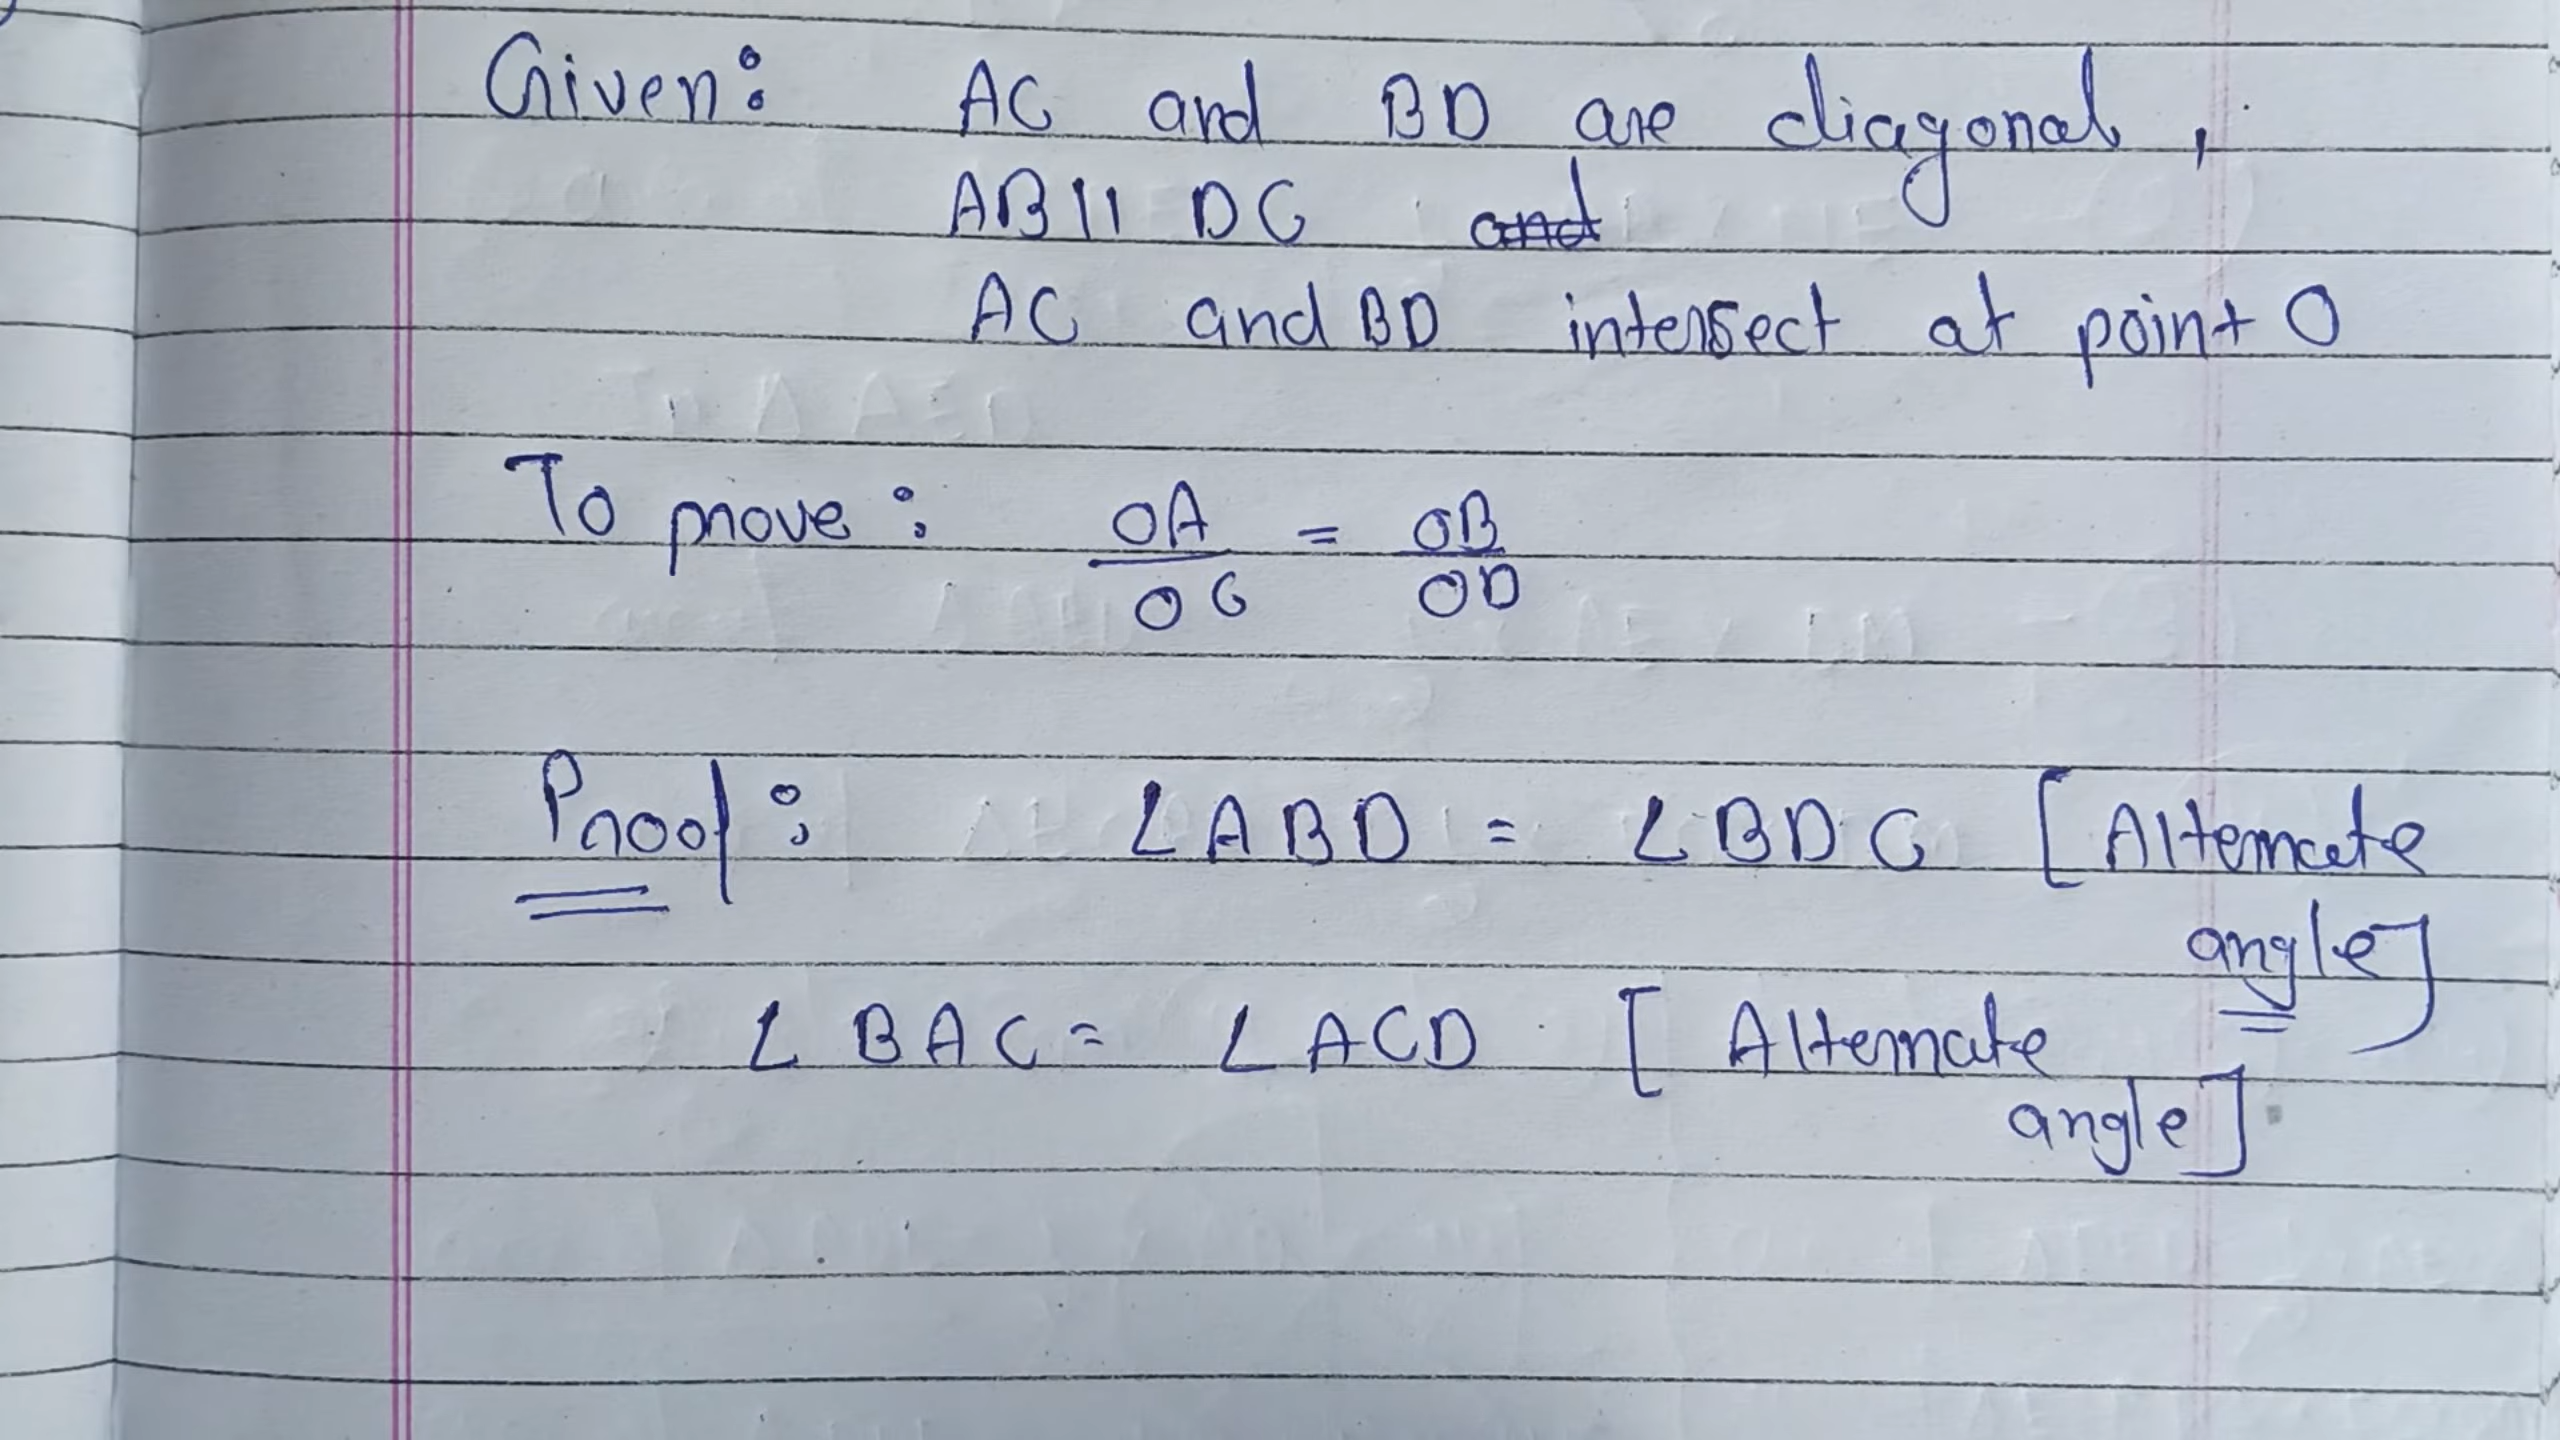 Given: AC and BD are diagonal,
AB || DC and
AC and BD intersect at point O
To prove: OA/OC = OB/OD
Proof: ∠ABD = ∠BDC [Alternate
angle]
∠BAC = ∠ACD [Alternate
angle]